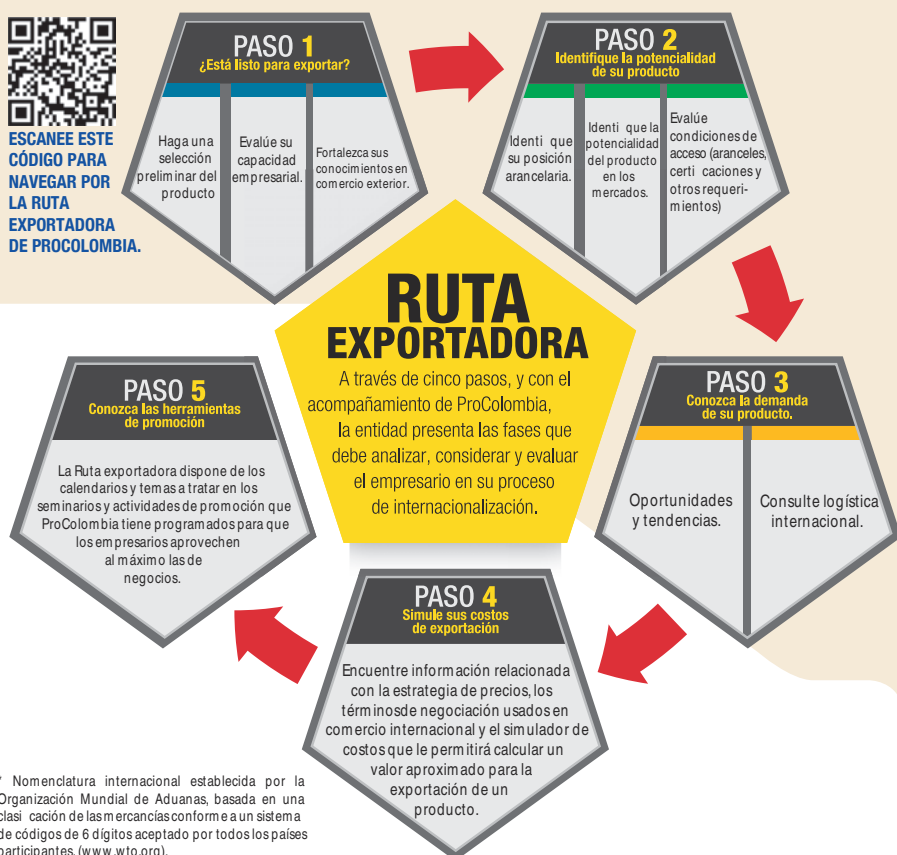 ESCANEE ESTE
CÓDIGO PARA
NAVEGAR POR
LA RUTA
EXPORTADORA
DE PROCOLOMBIA.
PASO 1
¿Está listo para exportar?
Haga una
selección
preliminar del
producto
Evalúe su
capacidad
empresarial.
Fortalezca sus
conocimientos en
comercio exterior.
PASO 2
Identifique la potencialidad
de su producto
Identi que
su posición
arancelaria.
Identi que la
potencialidad
del producto
en los
mercados.
Evalúe
condiciones de
acceso (aranceles,
certi caciones y
otros requeri-
mientos)
RUTA
EXPORTADORA
A través de cinco pasos, y con el
acompañamiento de ProColombia,
la entidad presenta las fases que
debe analizar, considerar y evaluar
el empresario en su proceso
de internacionalización.
PASO 3
Conozca la demanda
de su producto.
Oportunidades
y tendencias.
Consulte logística
internacional.
PASO 4
Simule sus costos
de exportación
Encuentre información relacionada
con la estrategia de precios, los
términosde negociación usados en
comercio internacional y el simulador de
costos que le permitirá calcular un
valor aproximado para la
exportación de un
producto.
PASO 5
Conozca las herramientas
de promoción
La Ruta exportadora dispone de los
calendarios y temas a tratar en los
seminarios y actividades de promoción que
ProColombia tiene programados para que
los empresarios aprovechen
al máximo las de
negocios.
* Nomenclatura internacional establecida por la
Organización Mundial de Aduanas, basada en una
clasi cación de las mercancías conforme a un sistema
de códigos de 6 dígitos aceptado por todos los países
participantes. (www.wto.org).